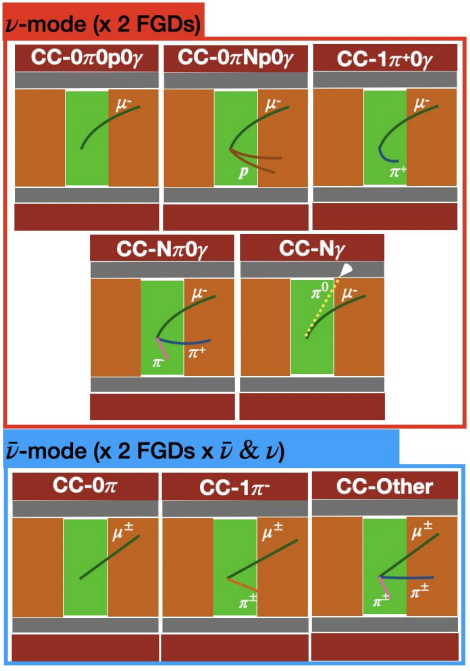 ν-mode (x 2 FGDs)
CC-0π0p0γ CC-0πNp0γ CC-1π⁺0γ
μ⁻ μ⁻ μ⁻
p π⁺
CC-Nπ0γ CC-Nγ
π⁰ μ⁻
μ⁻
π⁻ π⁺
ν̄-mode (x 2 FGDs x ν̄ & ν)
CC-0π CC-1π⁻ CC-Other
μ± μ± μ±
π± π± π±